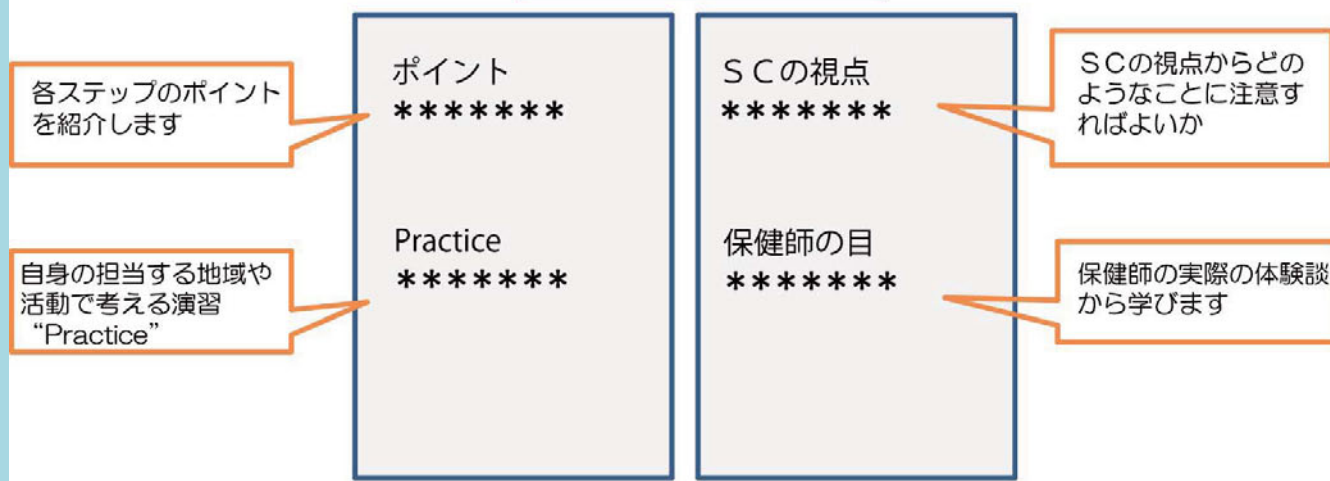 各ステップのポイント
を紹介します
ポイント
*******
SCの視点
*******
SCの視点からどの
ようなことに注意す
ればよいか
自身の担当する地域や
活動で考える演習
“Practice”
Practice
*******
保健師の目
*******
保健師の実際の体験談
から学びます